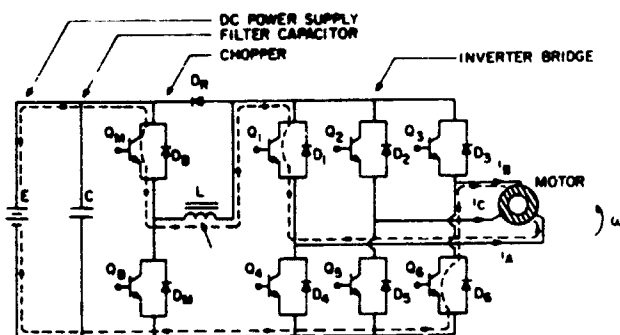 DC POWER SUPPLY
FILTER CAPACITOR
CHOPPER
INVERTER BRIDGE
DR
QM
DB
Q1
D1
Q2
D2
Q3
D3
iB
MOTOR
E
C
L
iC
iA
QB
DM
Q4
D4
Q5
D5
Q6
D6
ω